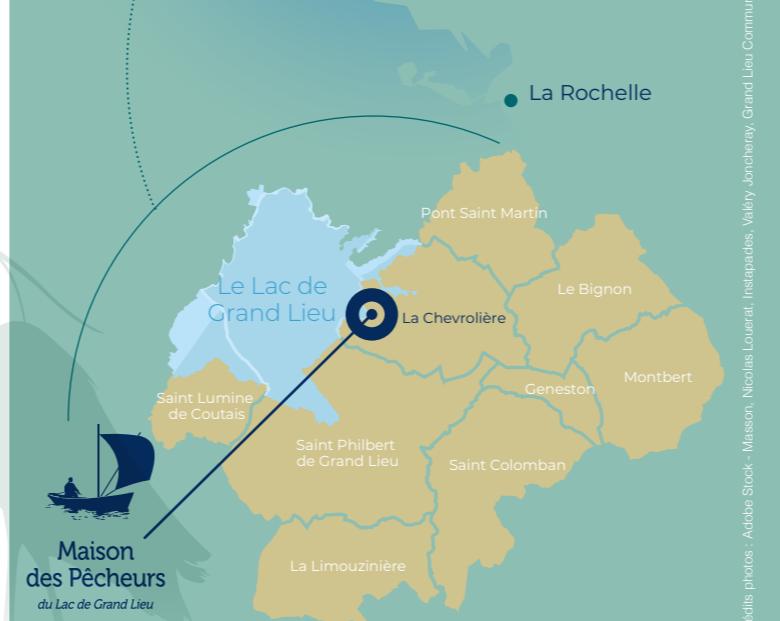 La Rochelle
Pont Saint Martin
Le Lac de
Grand Lieu
Le Bignon
La Chevrolière
Montbert
Geneston
Saint Lumine
de Coutais
Saint Philbert
de Grand Lieu
Saint Colomban
La Limouzinière
Maison
des Pêcheurs
du Lac de Grand Lieu
édits photos : Adobe Stock - Masson, Nicolas Louerat, Instapades, Valéry Joncheray, Grand Lieu Commun